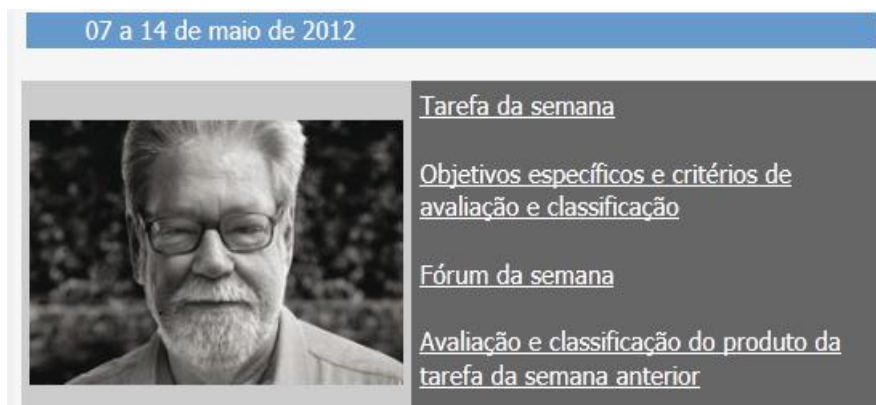 07 a 14 de maio de 2012
Tarefa da semana
Objetivos específicos e critérios de
avaliação e classificação
Fórum da semana
Avaliação e classificação do produto da
tarefa da semana anterior